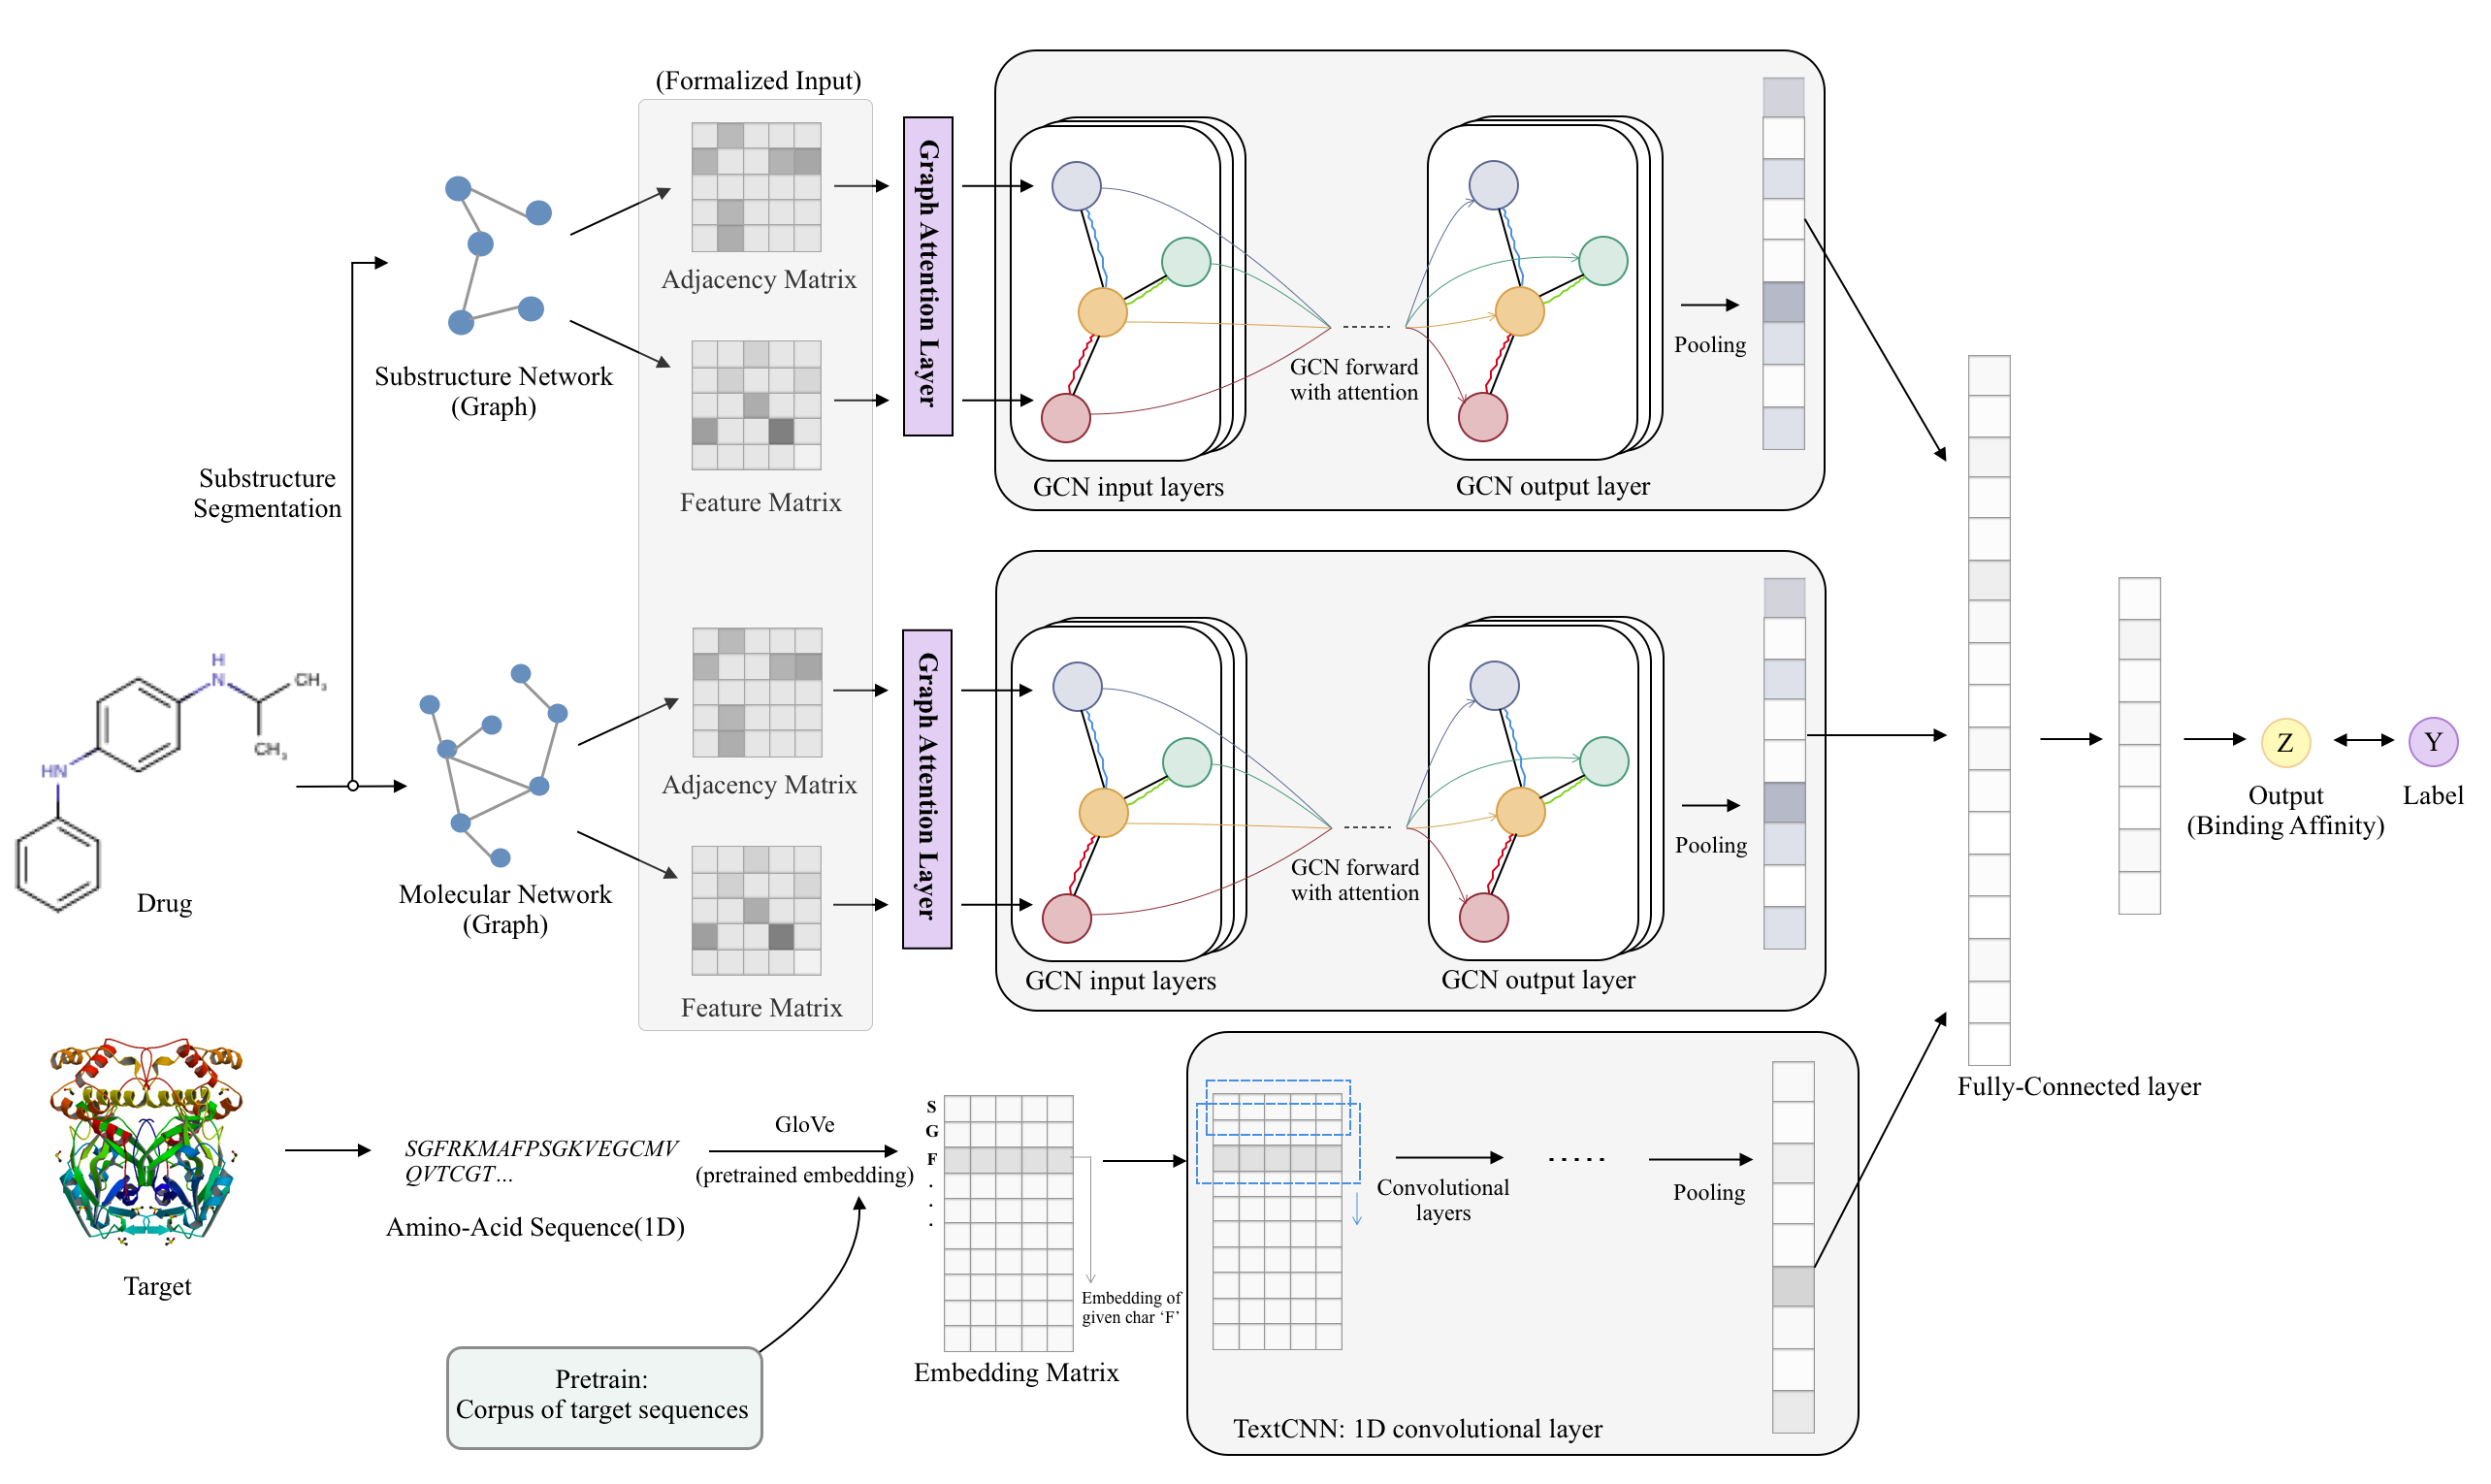 (Formalized Input)
Adjacency Matrix
Feature Matrix
Graph Attention Layer
GCN forward
with attention
Pooling
GCN input layers
GCN output layer
Substructure Network
(Graph)
Substructure
Segmentation
H
N
CH3
CH3
HN
Drug
Molecular Network
(Graph)
Adjacency Matrix
Feature Matrix
Graph Attention Layer
GCN forward
with attention
Pooling
GCN input layers
GCN output layer
Z
Y
Output
(Binding Affinity)
Label
Fully-Connected layer
Target
SGFRKMAFPSGKVEGCMV
QVTCGT...
Amino-Acid Sequence(1D)
GloVe
(pretrained embedding)
Pretrain:
Corpus of target sequences
S
G
F
.
.
.
Embedding of
given char ‘F’
Embedding Matrix
Convolutional
layers
.....
Pooling
TextCNN: 1D convolutional layer